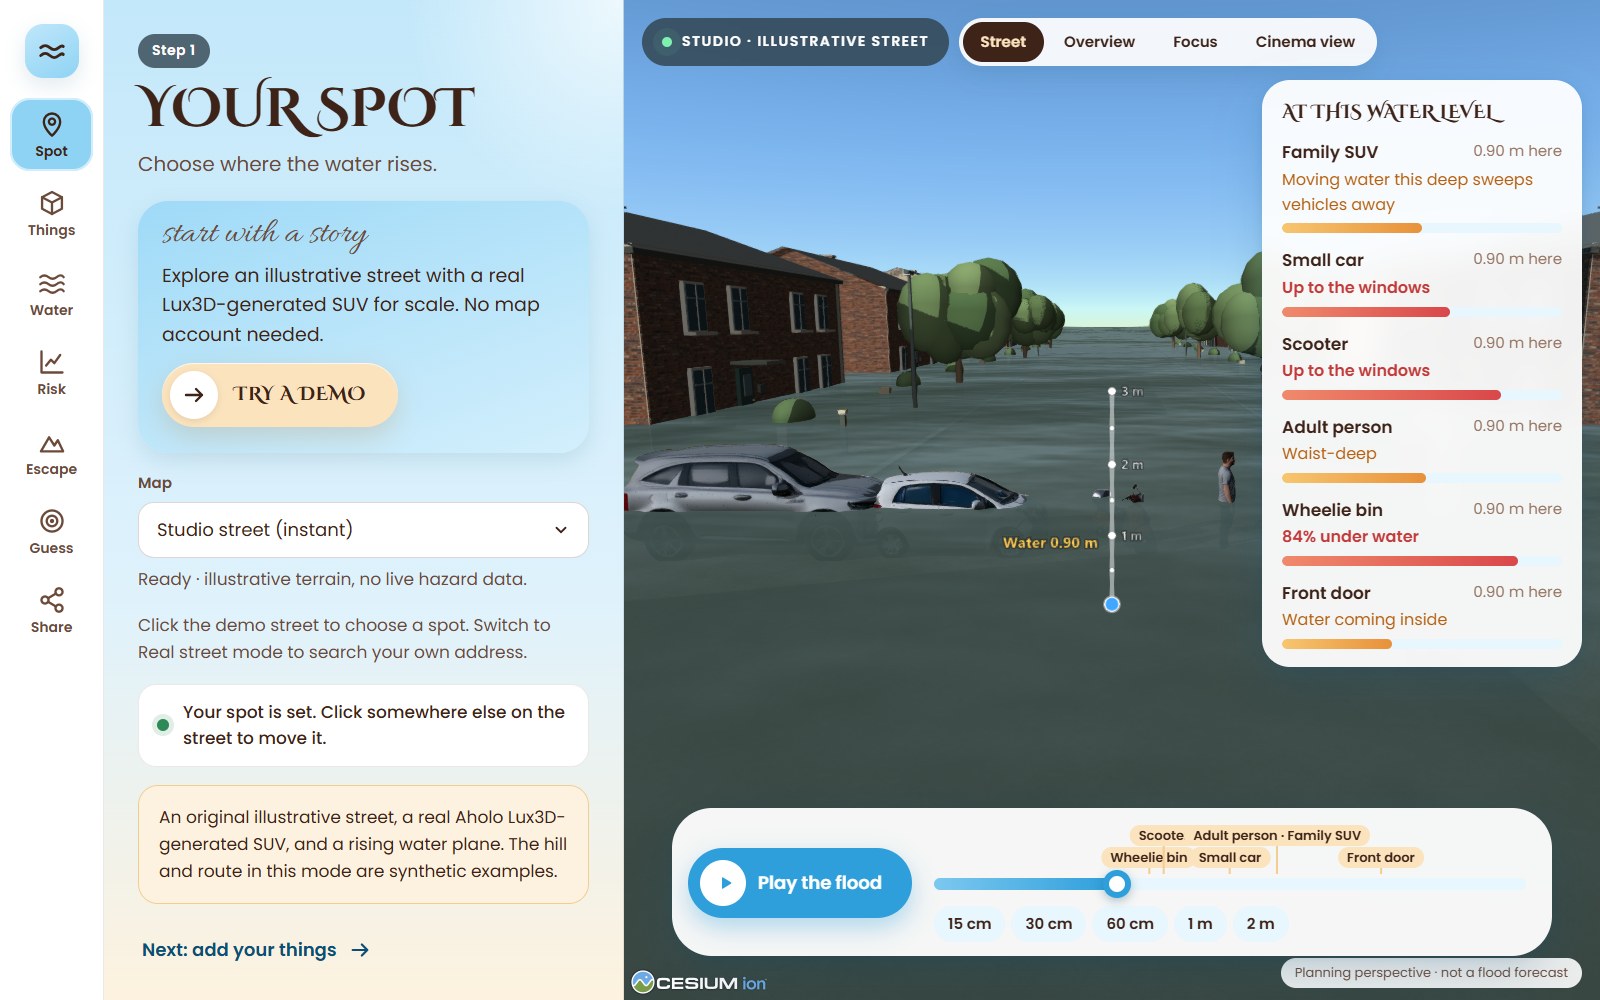 Spot
Things
Water
Risk
Escape
Guess
Share
Step 1
YOUR SPOT
Choose where the water rises.
start with a story
Explore an illustrative street with a real
Lux3D-generated SUV for scale. No map
account needed.
TRY A DEMO
Map
Studio street (instant)
Ready · illustrative terrain, no live hazard data.
Click the demo street to choose a spot. Switch to
Real street mode to search your own address.
Your spot is set. Click somewhere else on the
street to move it.
An original illustrative street, a real Aholo Lux3D-
generated SUV, and a rising water plane. The hill
and route in this mode are synthetic examples.
Next: add your things
STUDIO · ILLUSTRATIVE STREET
Street Overview Focus Cinema view
AT THIS WATER LEVEL
Family SUV 0.90 m here
Moving water this deep sweeps
vehicles away
Small car 0.90 m here
Up to the windows
Scooter 0.90 m here
Up to the windows
Adult person 0.90 m here
Waist-deep
Wheelie bin 0.90 m here
84% under water
Front door 0.90 m here
Water coming inside
3 m
2 m
1 m
Water 0.90 m
Scoote Adult person · Family SUV
Wheelie bin Small car Front door
Play the flood
15 cm 30 cm 60 cm 1 m 2 m
CESIUM ion
Planning perspective · not a flood forecast